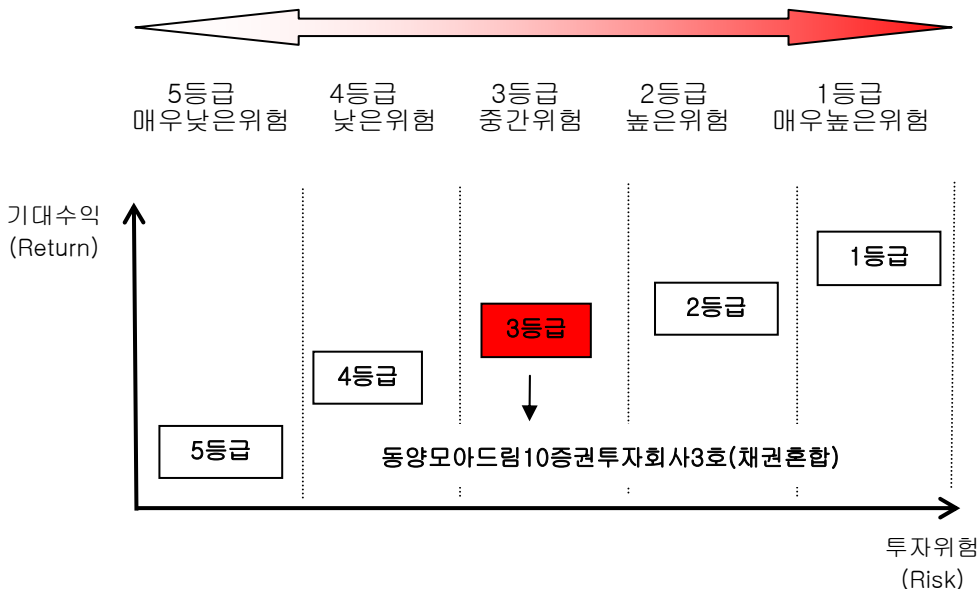 5등급
매우낮은위험
4등급
낮은위험
3등급
중간위험
2등급
높은위험
1등급
매우높은위험
기대수익
(Return)
1등급
2등급
3등급
4등급
5등급
동양모아드림10증권투자회사3호(채권혼합)
투자위험
(Risk)